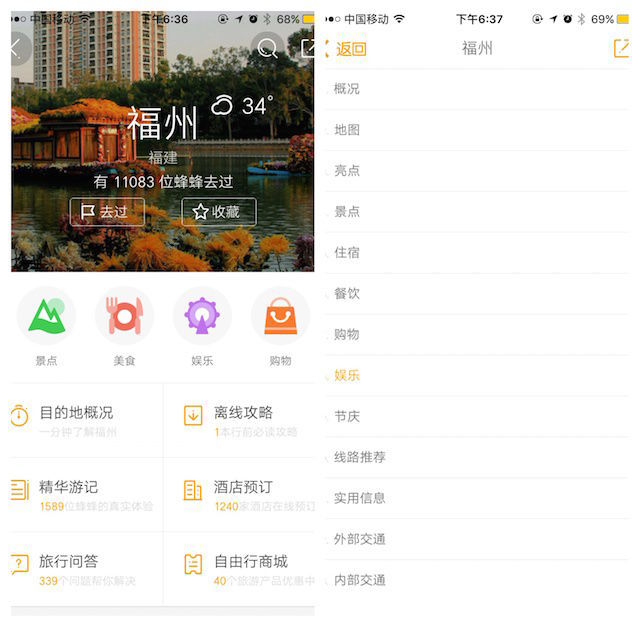 中国移动
下午6:36
68%
34°
福州
福建
有 11083 位蜂蜂去过
去过
收藏
景点
美食
娱乐
购物
目的地概况
一分钟了解福州
离线攻略
1本行前必读攻略
精华游记
1589位蜂蜂的真实体验
酒店预订
1240家酒店在线预订
旅行问答
339个问题帮你解决
自由行商城
40个旅游产品优惠中
中国移动
下午6:37
69%
返回
福州
概况
地图
亮点
景点
住宿
餐饮
购物
娱乐
节庆
线路推荐
实用信息
外部交通
内部交通